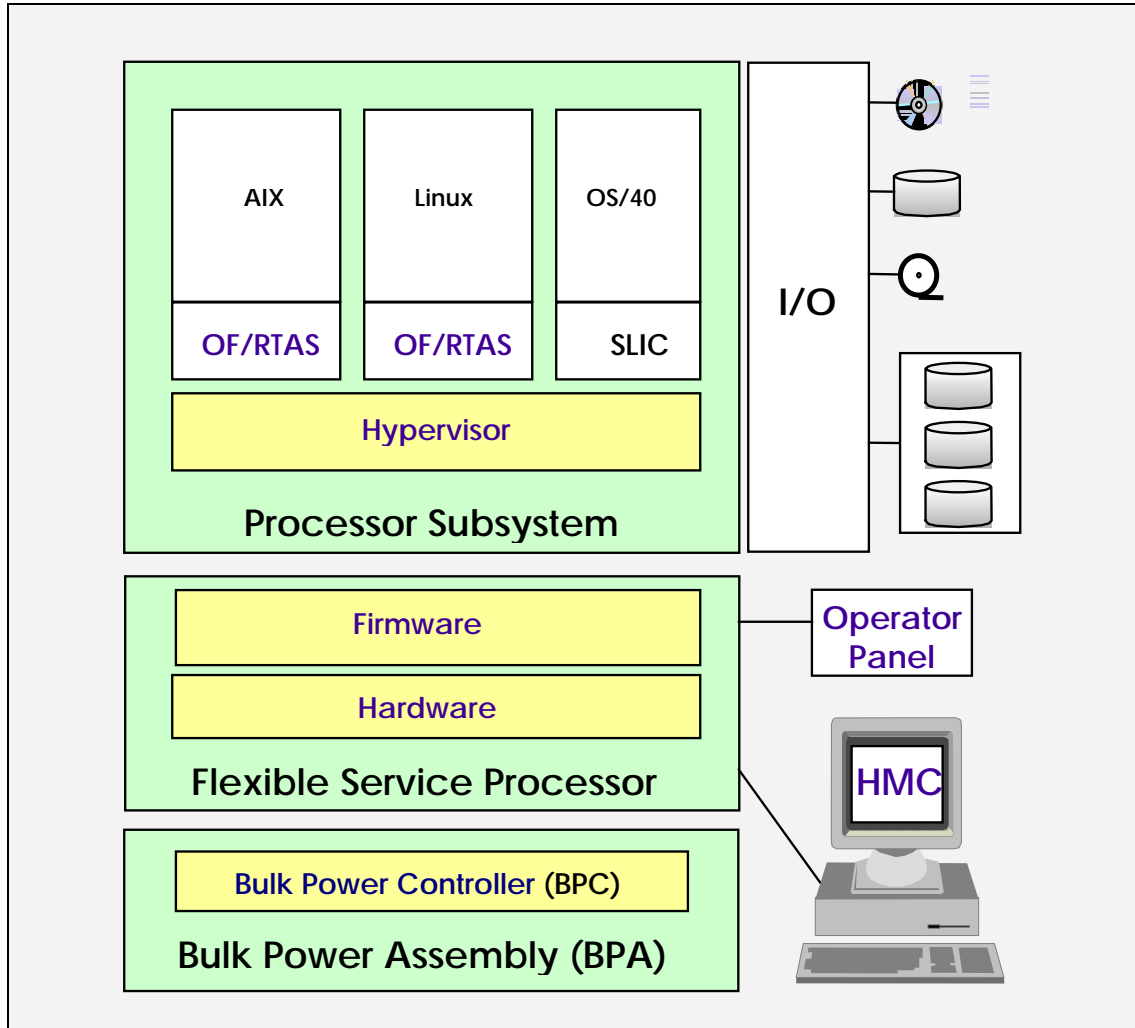 AIX
Linux
OS/40
OF/RTAS
OF/RTAS
SLIC
Hypervisor
Processor Subsystem
I/O
Firmware
Hardware
Flexible Service Processor
Operator
Panel
HMC
Bulk Power Controller (BPC)
Bulk Power Assembly (BPA)